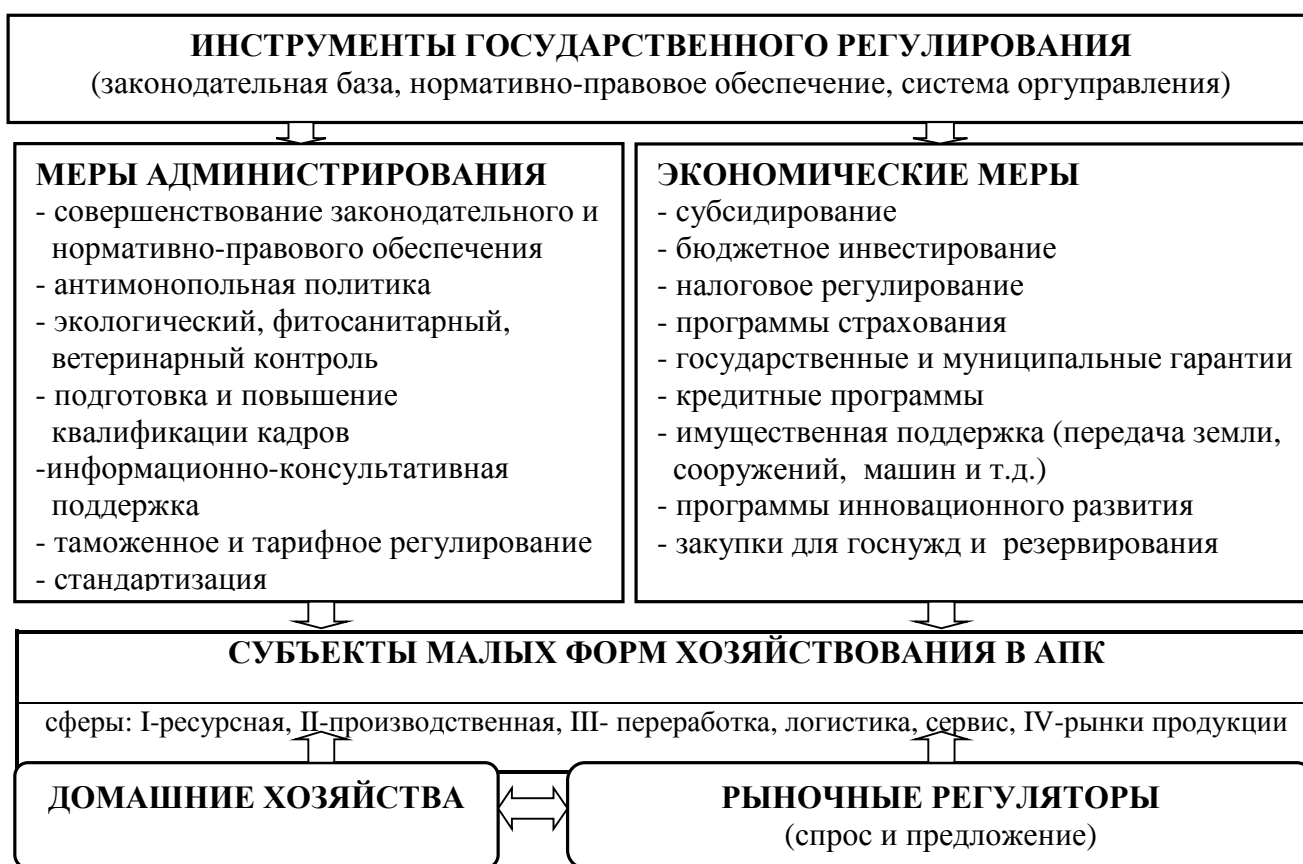 ИНСТРУМЕНТЫ ГОСУДАРСТВЕННОГО РЕГУЛИРОВАНИЯ
(законодательная база, нормативно-правовое обеспечение, система оргуправления)
МЕРЫ АДМИНИСТРИРОВАНИЯ
- совершенствование законодательного и
нормативно-правового обеспечения
- антимонопольная политика
- экологический, фитосанитарный,
ветеринарный контроль
- подготовка и повышение
квалификации кадров
-информационно-консультативная
поддержка
- таможенное и тарифное регулирование
- стандартизация
ЭКОНОМИЧЕСКИЕ МЕРЫ
- субсидирование
- бюджетное инвестирование
- налоговое регулирование
- программы страхования
- государственные и муниципальные гарантии
- кредитные программы
- имущественная поддержка (передача земли,
сооружений, машин и т.д.)
- программы инновационного развития
- закупки для госнужд и резервирования
СУБЪЕКТЫ МАЛЫХ ФОРМ ХОЗЯЙСТВОВАНИЯ В АПК
сферы: I-ресурсная, II-производственная, III- переработка, логистика, сервис, IV-рынки продукции
ДОМАШНИЕ ХОЗЯЙСТВА
РЫНОЧНЫЕ РЕГУЛЯТОРЫ
(спрос и предложение)